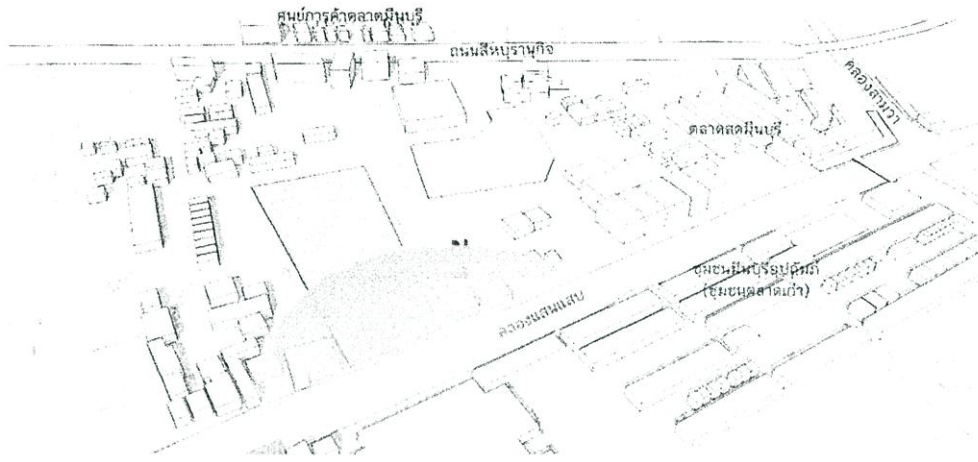 ศูนย์การค้าตลาดมีนบุรี
ถนนสีหบุรานุกิจ
คลองสามวา
ตลาดสดมีนบุรี
ชุมชนมีนบุรีอุปถัมภ์
(ชุมชนตลาดเก่า)
คลองแสนแสบ